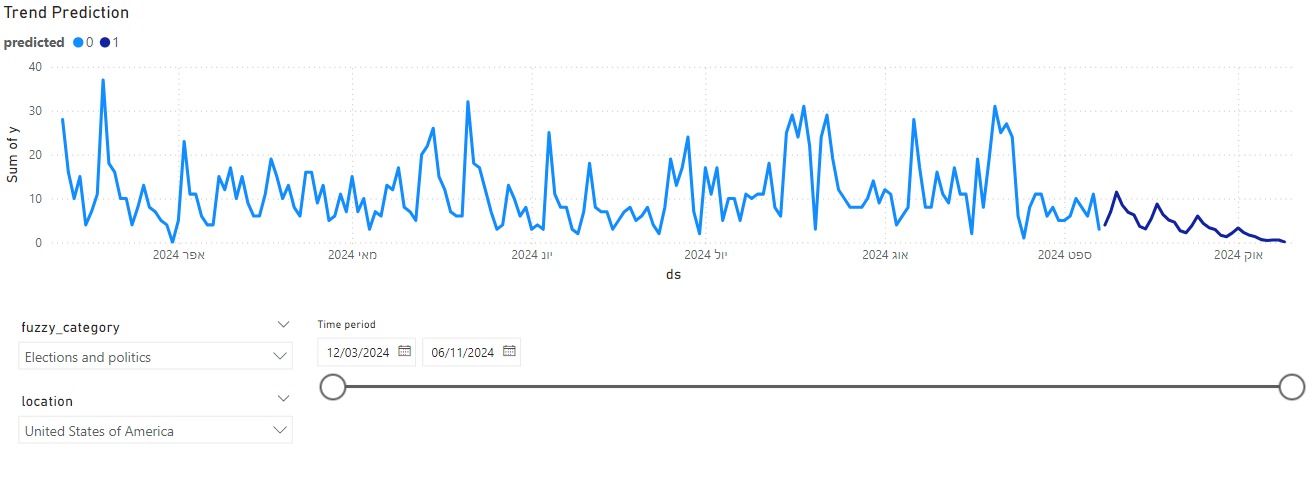 Trend Prediction
predicted 0 1
40
30
20
10
0
Sum of y
אפר 2024 מאי 2024 יונ 2024 יול 2024 אוג 2024 ספט 2024 אוק 2024
ds
fuzzy_category
Elections and politics
location
United States of America
Time period
12/03/2024 06/11/2024